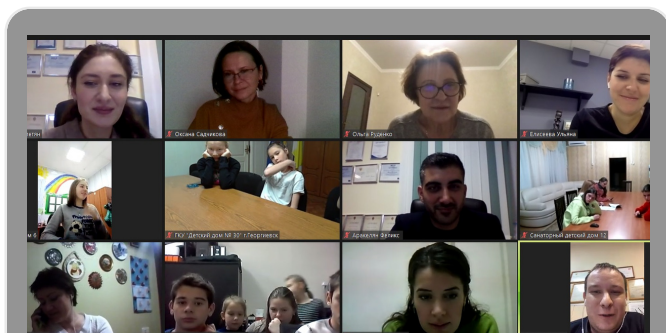 Оксана Садчикова
Ольга Руденко
Елисеева Ульяна
ГКУ "Детский дом № 30" г.Георгиевск
Аракелян Феликс
Санаторный детский дом 12